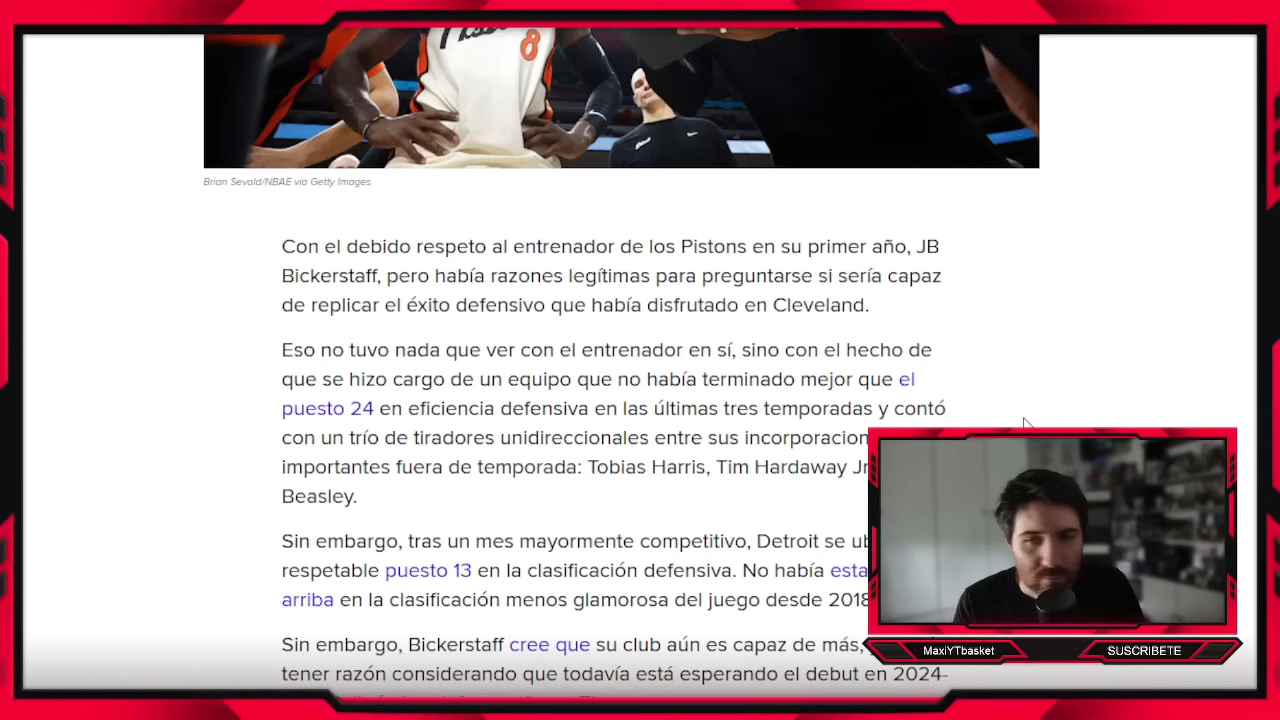 8
Brian Sevald/NBAE via Getty Images
Con el debido respeto al entrenador de los Pistons en su primer año, JB
Bickerstaff, pero había razones legítimas para preguntarse si sería capaz
de replicar el éxito defensivo que había disfrutado en Cleveland.
Eso no tuvo nada que ver con el entrenador en sí, sino con el hecho de
que se hizo cargo de un equipo que no había terminado mejor que el
puesto 24 en eficiencia defensiva en las últimas tres temporadas y contó
con un trío de tiradores unidireccionales entre sus incorporacion
importantes fuera de temporada: Tobias Harris, Tim Hardaway Jr
Beasley.
Sin embargo, tras un mes mayormente competitivo, Detroit se ub
respetable puesto 13 en la clasificación defensiva. No había esta
arriba en la clasificación menos glamorosa del juego desde 2018
Sin embargo, Bickerstaff cree que su club aún es capaz de más,
tener razón considerando que todavía está esperando el debut en 2024-
MaxiYTbasket
SUSCRIBETE